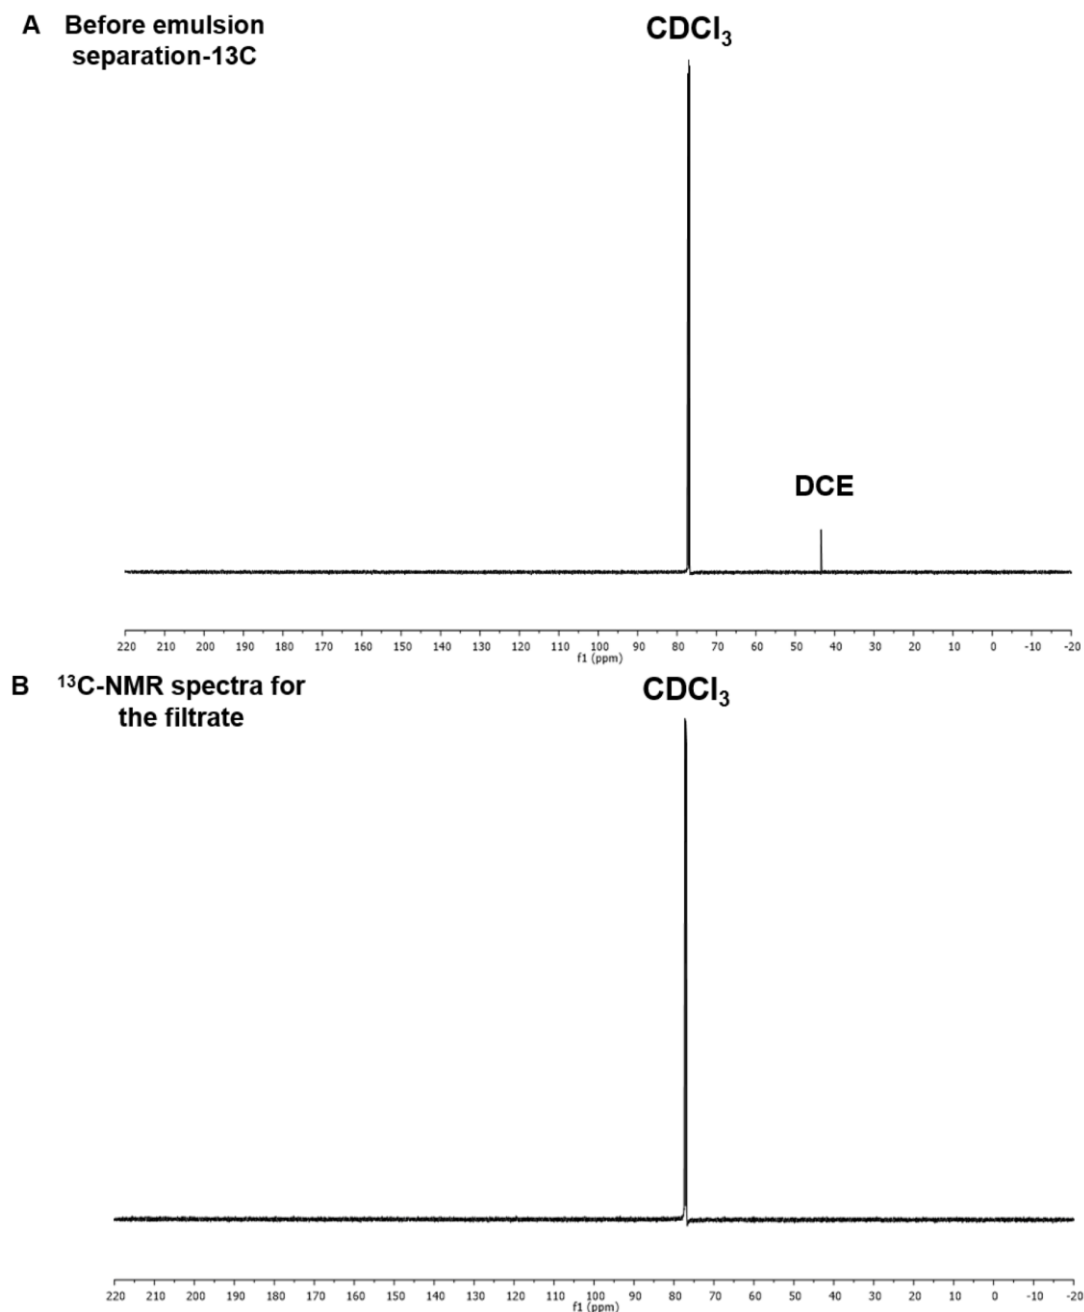 A Before emulsion
separation-13C
CDCl₃
DCE
220 210 200 190 180 170 160 150 140 130 120 110 100 90 80 70 60 50 40 30 20 10 0 -10 -20
f1 (ppm)
B ¹³C-NMR spectra for
the filtrate
CDCl₃
220 210 200 190 180 170 160 150 140 130 120 110 100 90 80 70 60 50 40 30 20 10 0 -10 -20
f1 (ppm)